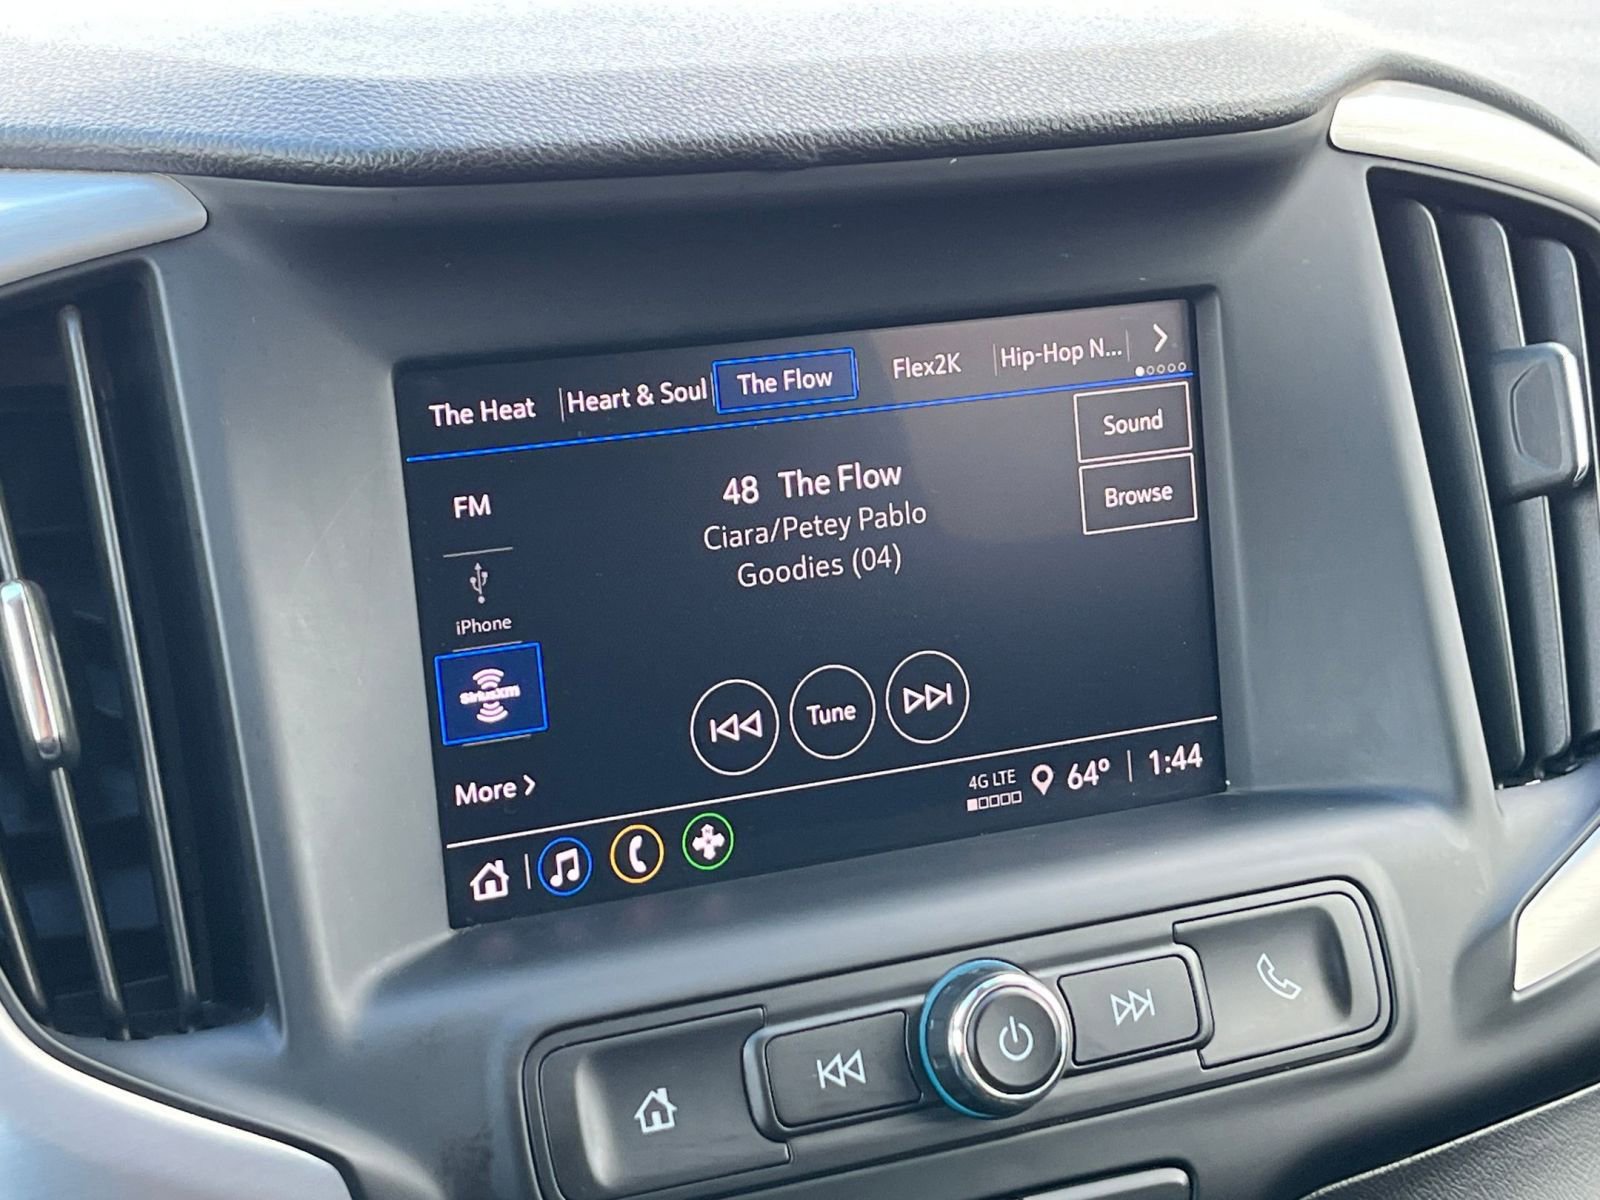 The Heat
Heart & Soul
The Flow
Flex2K
Hip-Hop N...
Sound
Browse
FM
iPhone
SiriusXM
More
48 The Flow
Ciara/Petey Pablo
Goodies (04)
Tune
4G LTE
64°
1:44